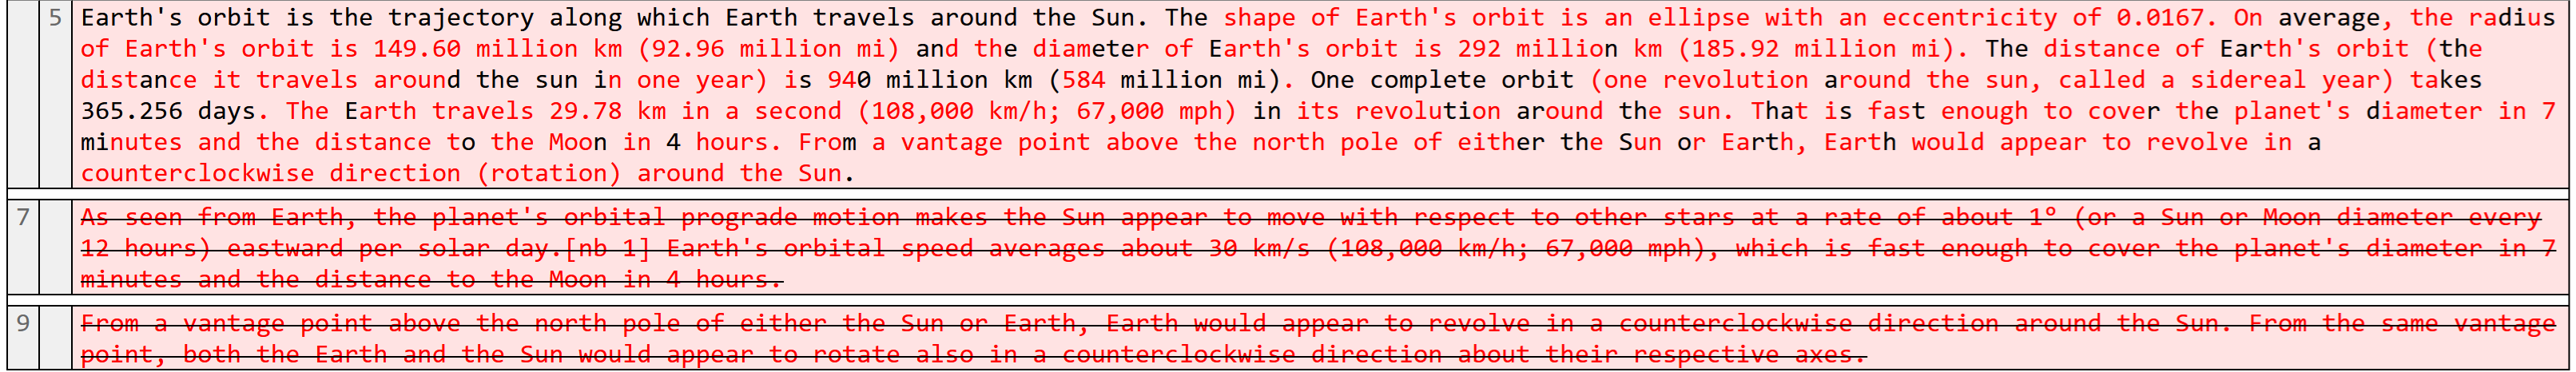 5 Earth's orbit is the trajectory along which Earth travels around the Sun. The shape of Earth's orbit is an ellipse with an eccentricity of 0.0167. On average, the radius
of Earth's orbit is 149.60 million km (92.96 million mi) and the diameter of Earth's orbit is 292 million km (185.92 million mi). The distance of Earth's orbit (the
distance it travels around the sun in one year) is 940 million km (584 million mi). One complete orbit (one revolution around the sun, called a sidereal year) takes
365.256 days. The Earth travels 29.78 km in a second (108,000 km/h; 67,000 mph) in its revolution around the sun. That is fast enough to cover the planet's diameter in 7
minutes and the distance to the Moon in 4 hours. From a vantage point above the north pole of either the Sun or Earth, Earth would appear to revolve in a
counterclockwise direction (rotation) around the Sun.
7 As seen from Earth, the planet's orbital prograde motion makes the Sun appear to move with respect to other stars at a rate of about 1° (or a Sun or Moon diameter every
12 hours) eastward per solar day.[nb 1] Earth's orbital speed averages about 30 km/s (108,000 km/h; 67,000 mph), which is fast enough to cover the planet's diameter in 7
minutes and the distance to the Moon in 4 hours.
9 From a vantage point above the north pole of either the Sun or Earth, Earth would appear to revolve in a counterclockwise direction around the Sun. From the same vantage
point, both the Earth and the Sun would appear to rotate also in a counterclockwise direction about their respective axes.